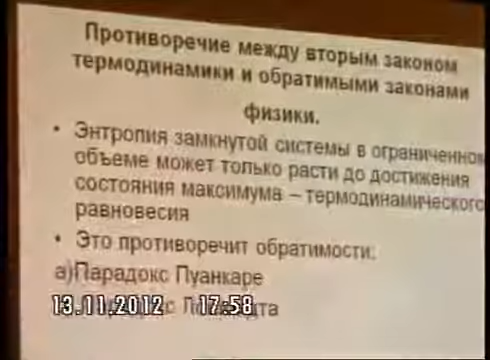 Противоречие между вторым законом
термодинамики и обратимыми законами
физики.
• Энтропия замкнутой системы в ограниченном
объеме может только расти до достижения
состояния максимума – термодинамического
равновесия
• Это противоречит обратимости:
а)Парадокс Пуанкаре
13.11.2012 17:58